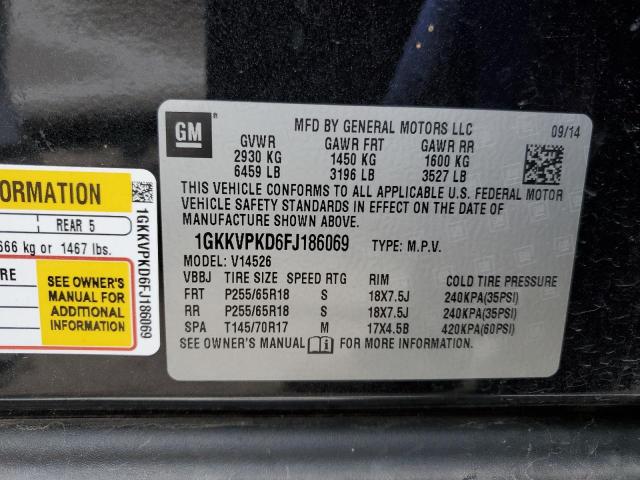 GM
MFD BY GENERAL MOTORS LLC 09/14
GVWR GAWR FRT GAWR RR
2930 KG 1450 KG 1600 KG
6459 LB 3196 LB 3527 LB
THIS VEHICLE CONFORMS TO ALL APPLICABLE U.S. FEDERAL MOTOR
VEHICLE SAFETY STANDARDS IN EFFECT ON THE DATE OF
MANUFACTURE SHOWN ABOVE.
1GKKVPKD6FJ186069 TYPE: M.P.V.
MODEL: V14526
VBBJ TIRE SIZE SPEED RTG RIM COLD TIRE PRESSURE
FRT P255/65R18 S 18X7.5J 240KPA(35PSI)
RR P255/65R18 S 18X7.5J 240KPA(35PSI)
SPA T145/70R17 M 17X4.5B 420KPA(60PSI)
SEE OWNER'S MANUAL FOR MORE INFORMATION.
ORMATION
REAR 5
666 kg or 1467 lbs.
RE
SEE OWNER'S
MANUAL FOR
ADDITIONAL
INFORMATION
1GKKVPKD6FJ186069